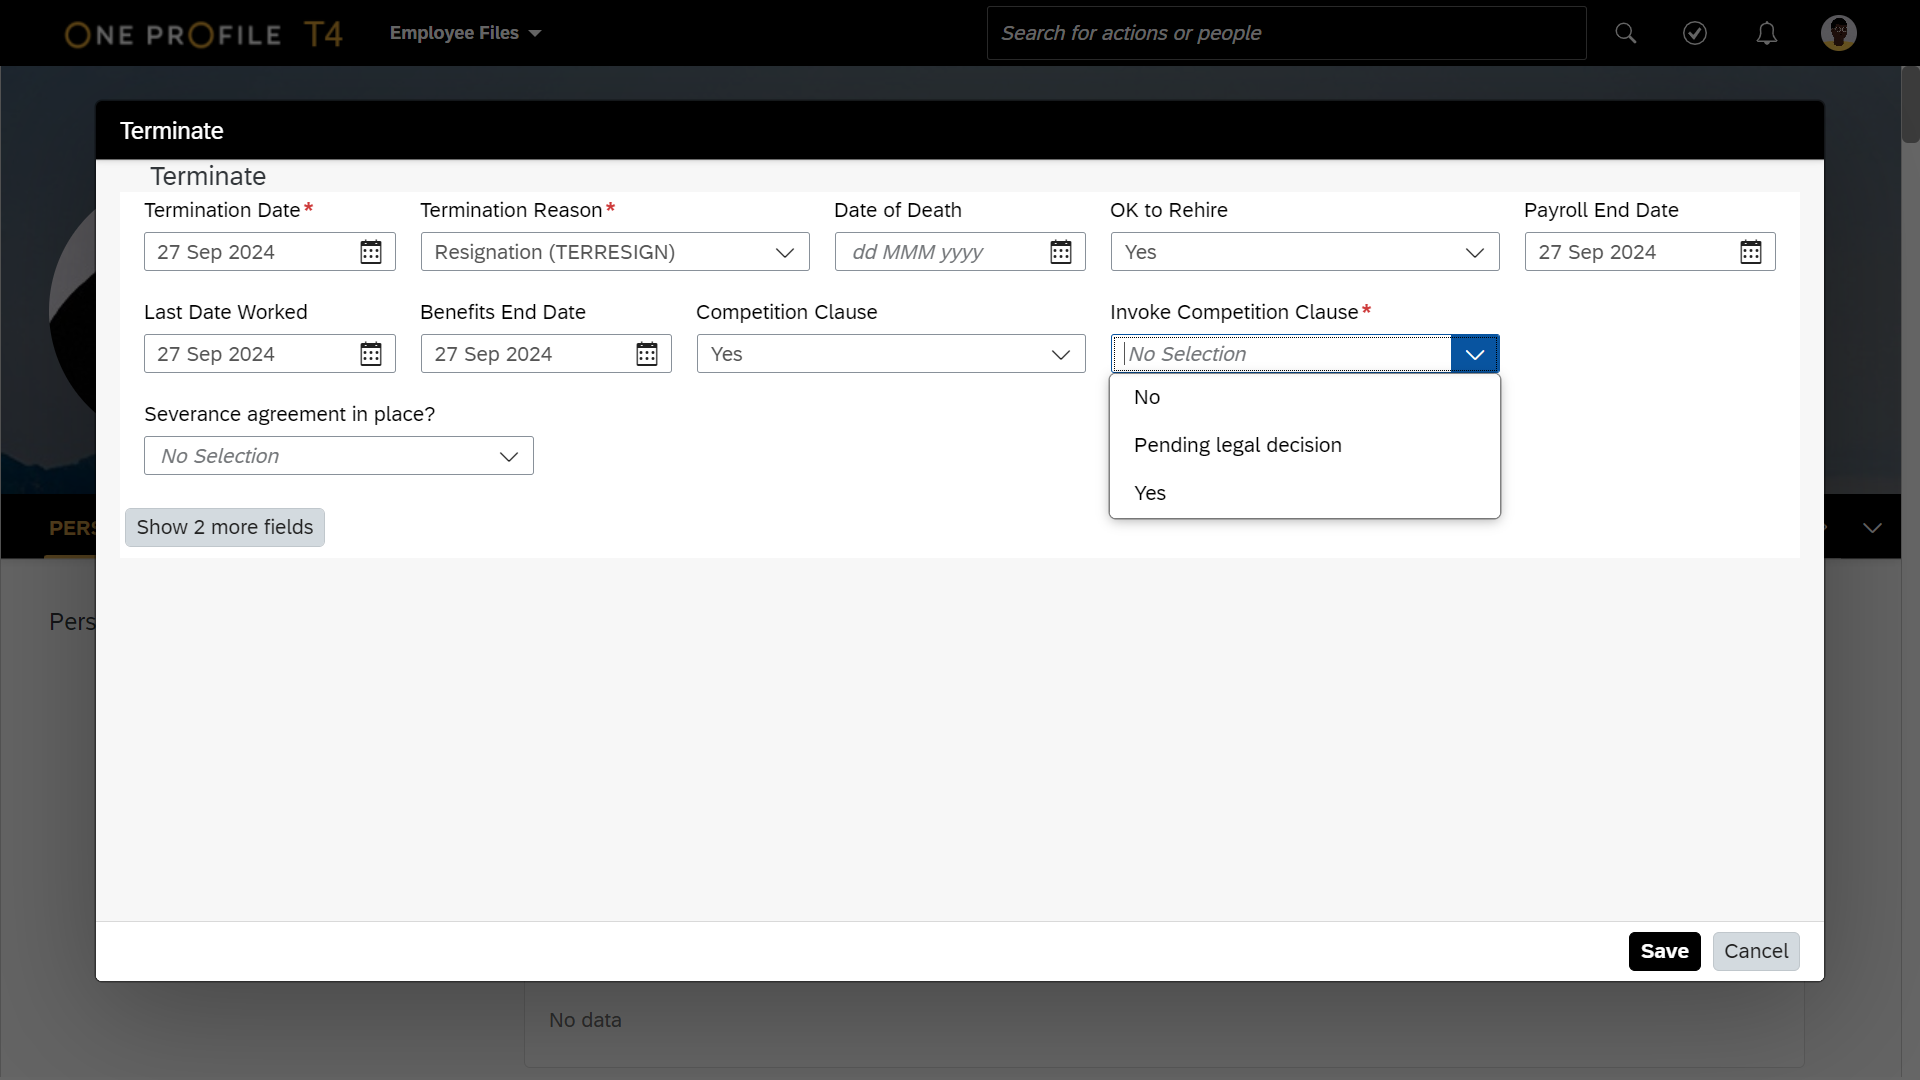 ONE PROFILE T4
Employee Files
Search for actions or people
Terminate
Terminate
Termination Date*
Termination Reason*
Date of Death
OK to Rehire
Payroll End Date
27 Sep 2024
Resignation (TERRESIGN)
dd MMM yyyy
Yes
27 Sep 2024
Last Date Worked
Benefits End Date
Competition Clause
Invoke Competition Clause*
27 Sep 2024
27 Sep 2024
Yes
No Selection
No
Pending legal decision
Yes
Severance agreement in place?
No Selection
Show 2 more fields
PERS
Pers
Save
Cancel
No data